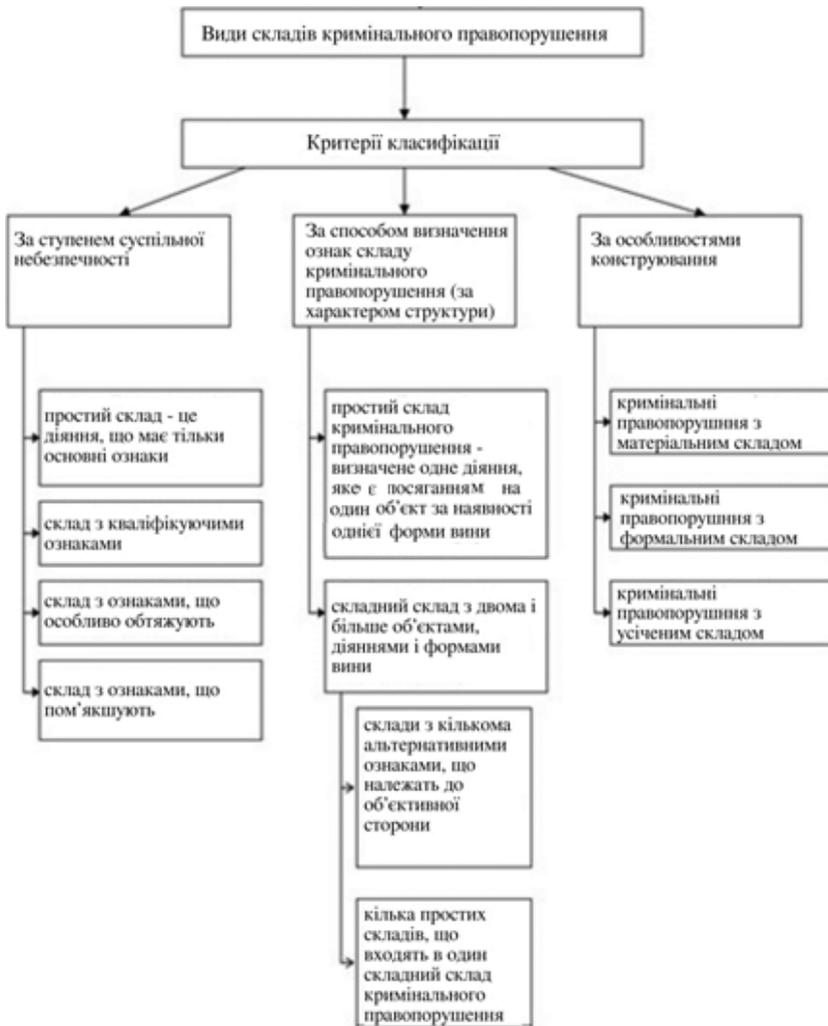 Види складів кримінального правопорушення
Критерії класифікації
За ступенем суспільної
небезпечності
простий склад - це
діяння, що має тільки
основні ознаки
склад з кваліфікуючими
ознаками
склад з ознаками, що
особливо обтяжують
склад з ознаками, що
пом’якшують
За способом визначення
ознак складу
кримінального
правопорушення (за
характером структури)
простий склад
кримінального
правопорушення -
визначене одне діяння,
яке є посяганням на
один об’єкт за наявності
однієї форми вини
складний склад з двома і
більше об’єктами,
діяннями і формами
вини
склади з кількома
альтернативними
ознаками, що
належать до
об’єктивної
сторони
кілька простих
складів, що
входять в один
складний склад
кримінального
правопорушення
За особливостями
конструювання
кримінальні
правопорушння з
матеріальним складом
кримінальні
правопорушння з
формальним складом
кримінальні
правопорушння з
усіченим складом